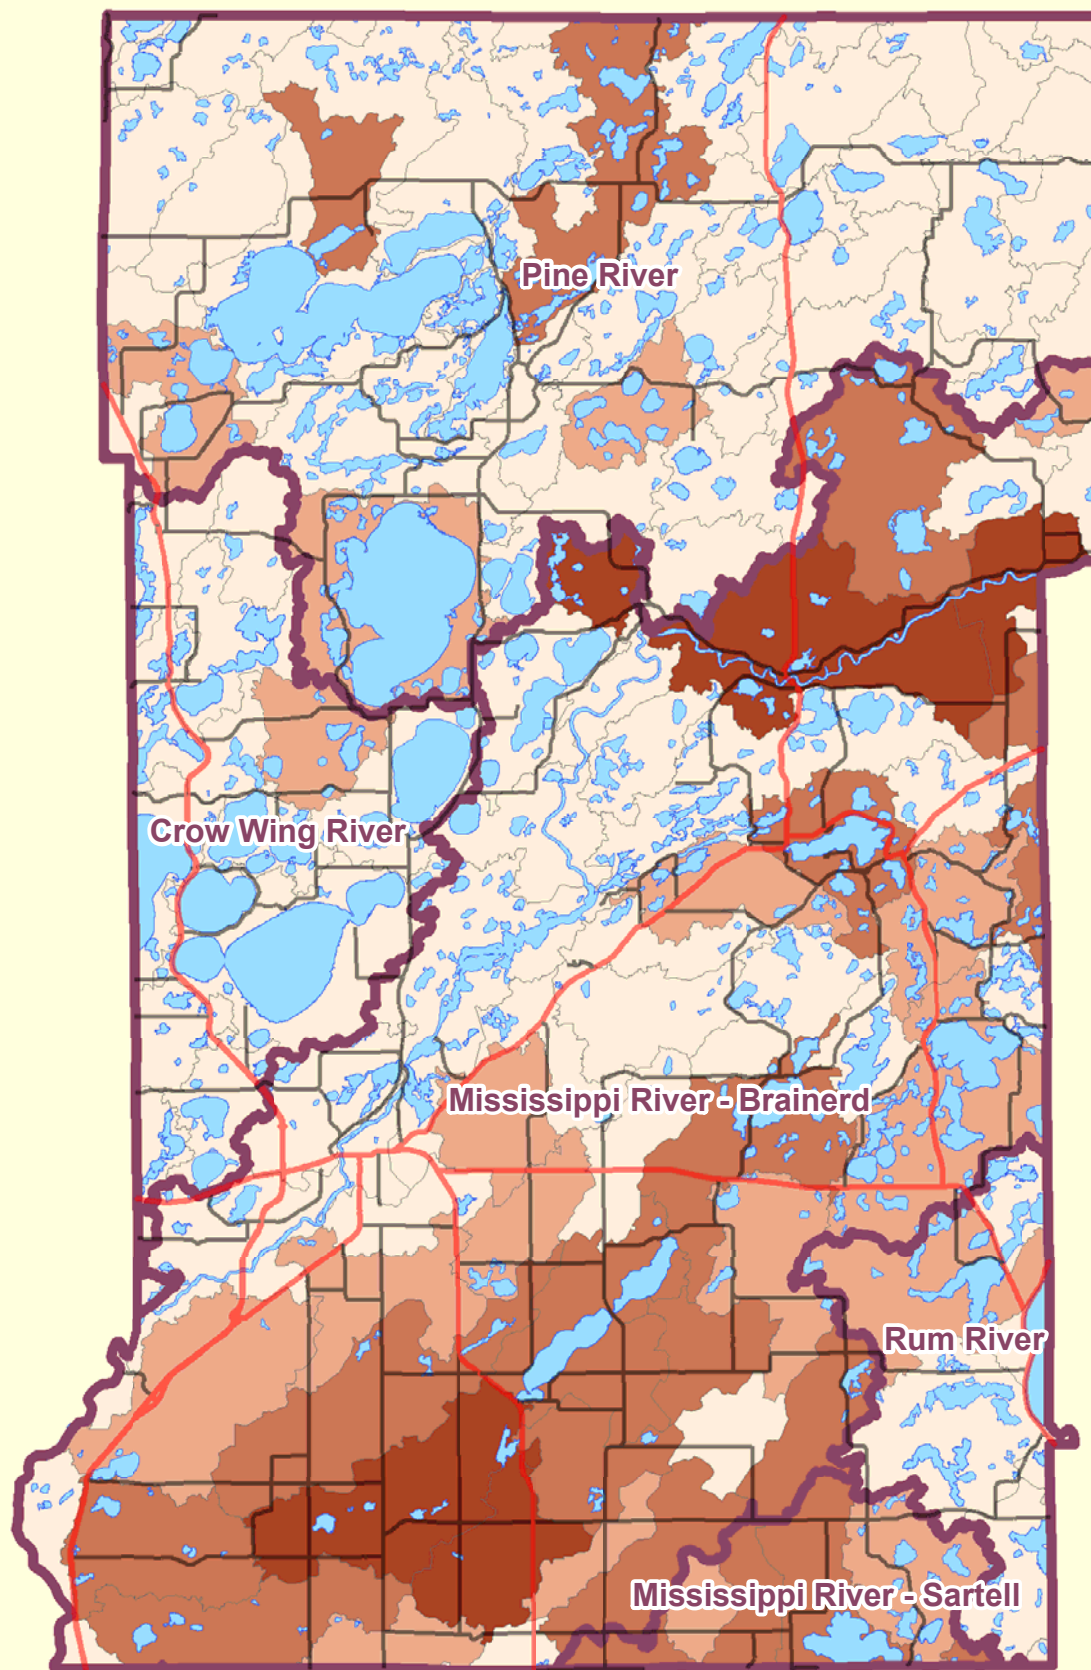 Pine River
Crow Wing River
Mississippi River - Brainerd
Rum River
Mississippi River - Sartell